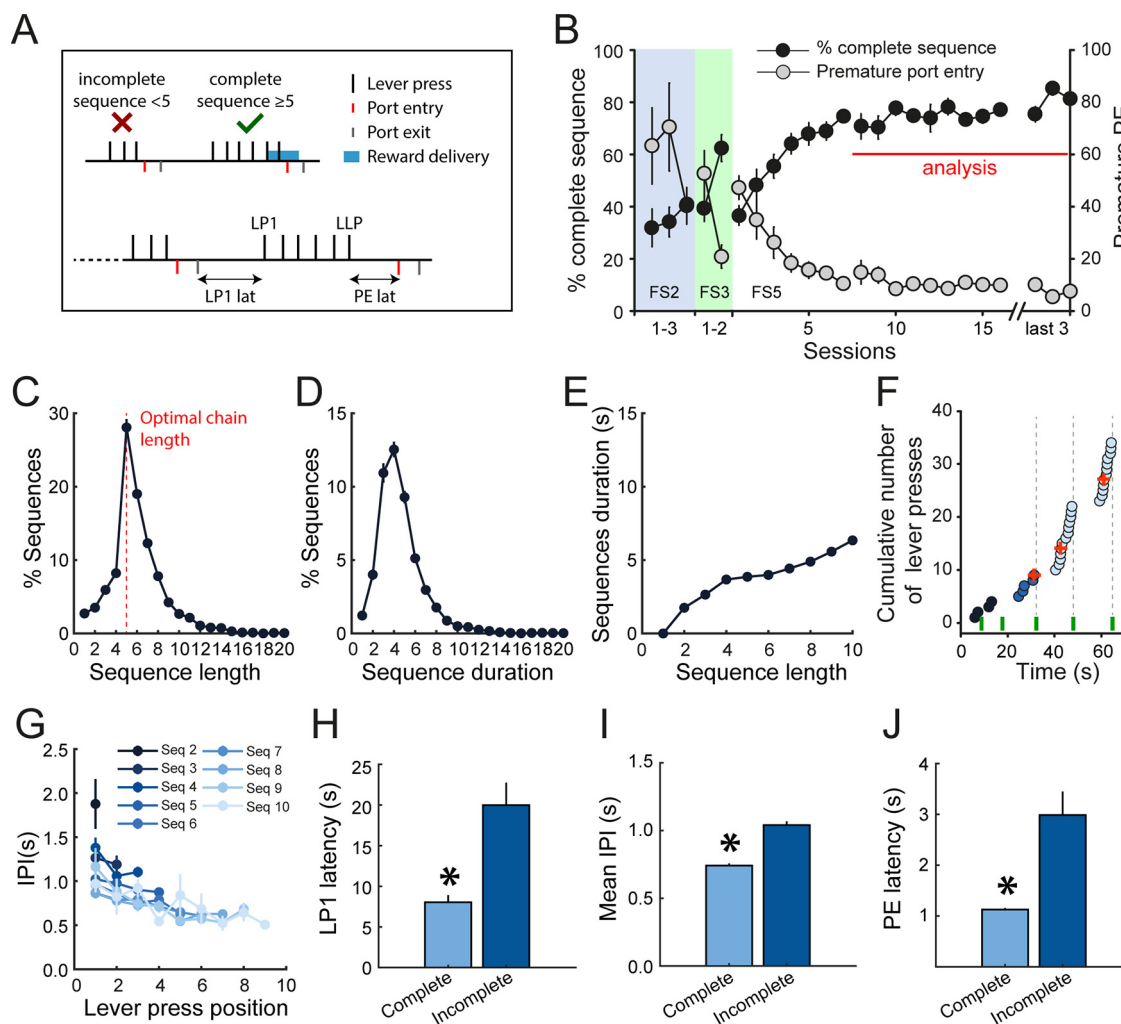 A
incomplete
sequence <5
complete
sequence ≥5
Lever press
Port entry
Port exit
Reward delivery
LP1
LLP
LP1 lat
PE lat
B
% complete sequence
Premature port entry
% complete sequence
100
80
60
40
20
0
100
80
60
40
20
0
Premature PE
analysis
FS2
FS3
FS5
1-3
1-2
5
10
15
last 3
Sessions
C
% Sequences
30
20
10
0
Optimal chain
length
0 2 4 6 8 10 12 14 16 18 20
Sequence length
D
% Sequences
15
10
5
0
0 2 4 6 8 10 12 14 16 18 20
Sequence duration
E
Sequences duration (s)
15
10
5
0
0 2 4 6 8 10
Sequence length
F
Cumulative number
of lever presses
40
30
20
10
0
0 20 40 60
Time (s)
G
IPI(s)
2.5
2.0
1.5
1.0
0.5
0.0
Seq 2
Seq 3
Seq 4
Seq 5
Seq 6
Seq 7
Seq 8
Seq 9
Seq 10
0 2 4 6 8 10
Lever press position
H
LP1 latency (s)
25
20
15
10
5
0
*
Complete
Incomplete
I
Mean IPI (s)
1.5
1.0
0.5
0.0
*
Complete
Incomplete
J
PE latency (s)
4
3
2
1
*
Complete
Incomplete